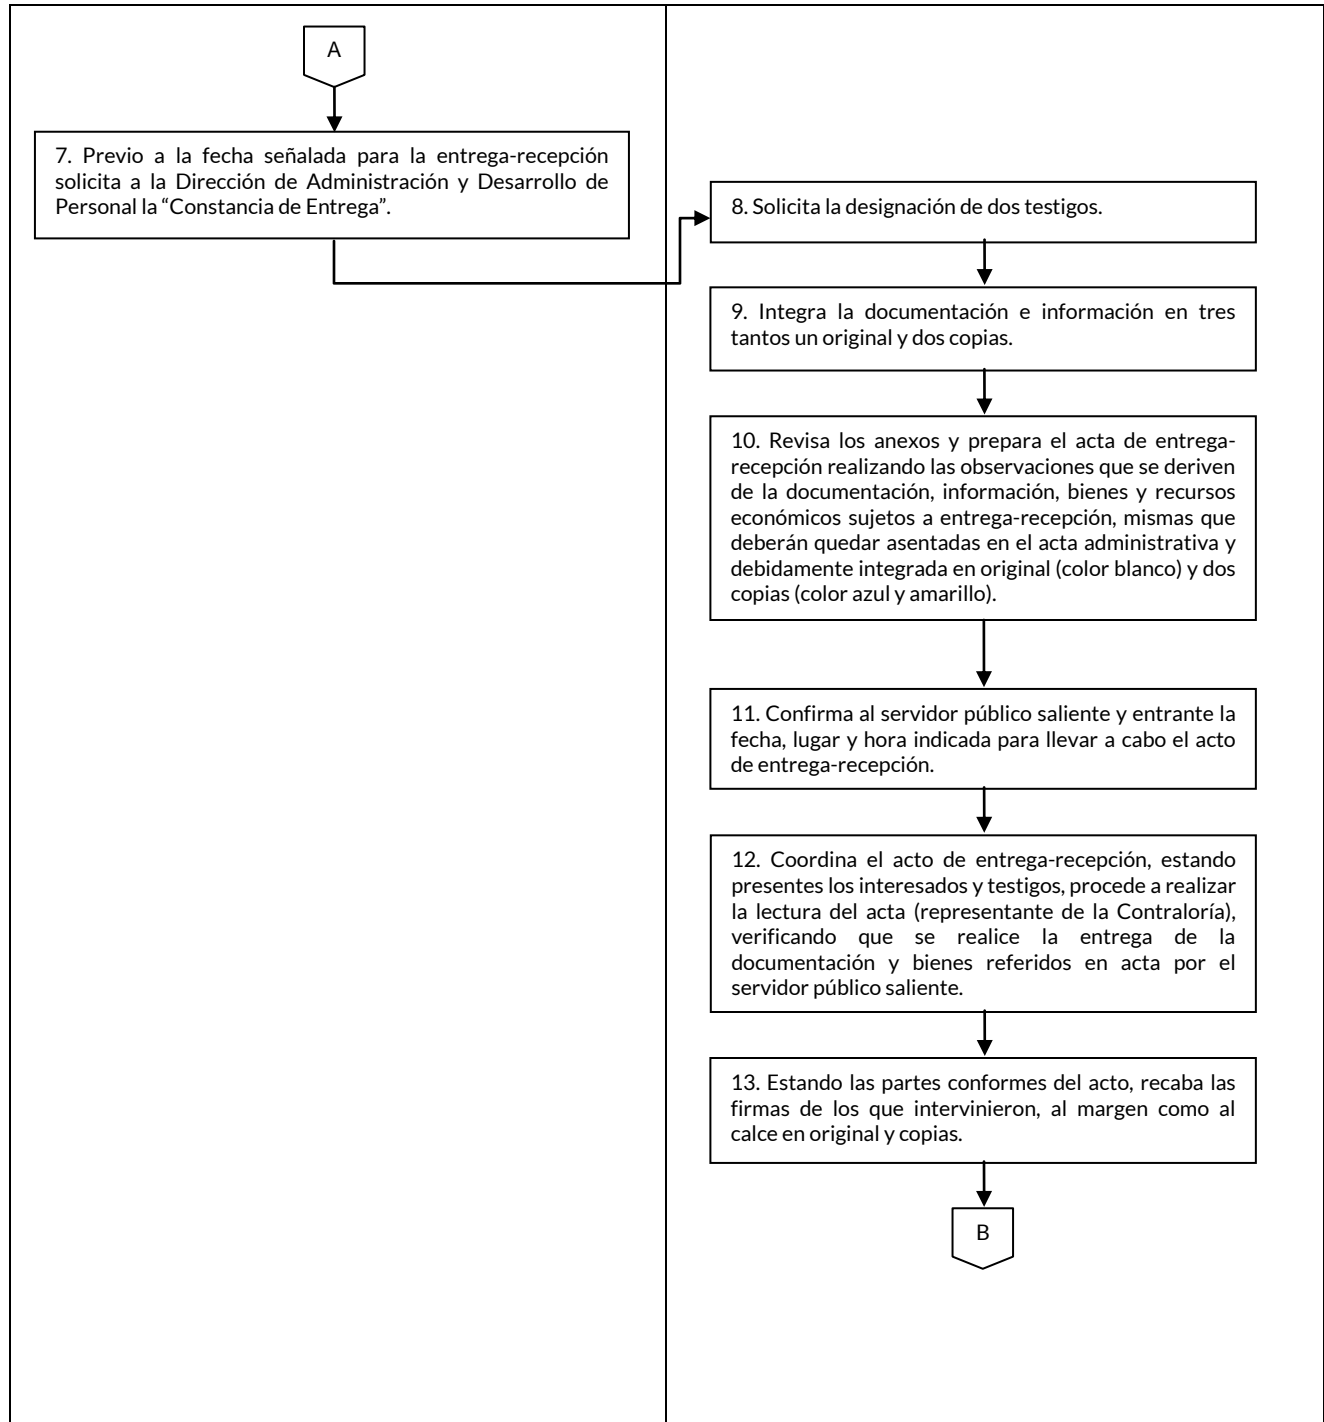 A
7. Previo a la fecha señalada para la entrega-recepción
solicita a la Dirección de Administración y Desarrollo de
Personal la “Constancia de Entrega”.
8. Solicita la designación de dos testigos.
9. Integra la documentación e información en tres
tantos un original y dos copias.
10. Revisa los anexos y prepara el acta de entrega-
recepción realizando las observaciones que se deriven
de la documentación, información, bienes y recursos
económicos sujetos a entrega-recepción, mismas que
deberán quedar asentadas en el acta administrativa y
debidamente integrada en original (color blanco) y dos
copias (color azul y amarillo).
11. Confirma al servidor público saliente y entrante la
fecha, lugar y hora indicada para llevar a cabo el acto
de entrega-recepción.
12. Coordina el acto de entrega-recepción, estando
presentes los interesados y testigos, procede a realizar
la lectura del acta (representante de la Contraloría),
verificando que se realice la entrega de la
documentación y bienes referidos en acta por el
servidor público saliente.
13. Estando las partes conformes del acto, recaba las
firmas de los que intervinieron, al margen como al
calce en original y copias.
B